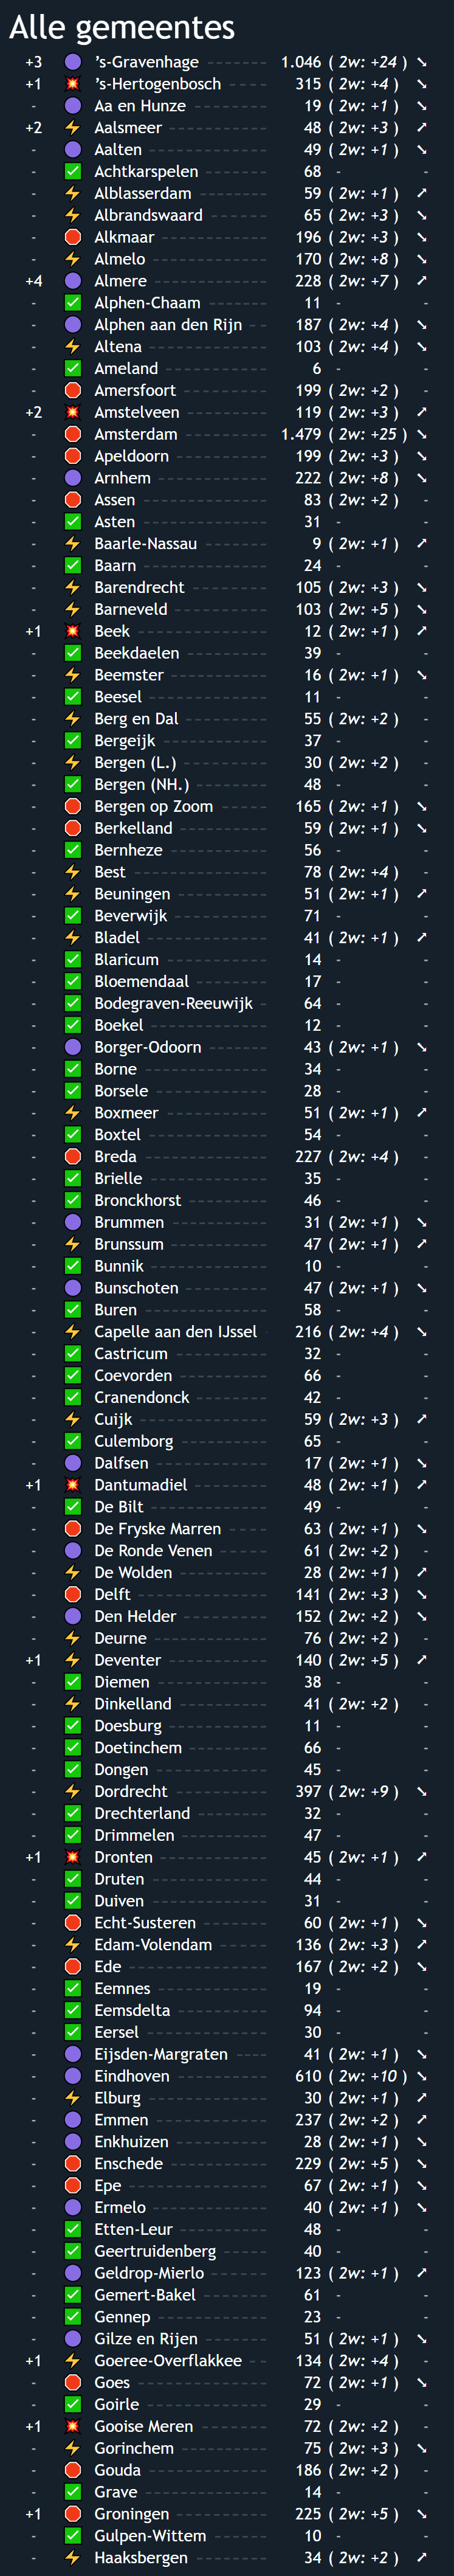 Alle gemeentes
+3 's-Gravenhage 1.046 ( 2w: +24 )
+1 's-Hertogenbosch 315 ( 2w: +4 )
- Aa en Hunze 19 ( 2w: +1 )
+2 Aalsmeer 48 ( 2w: +3 )
- Aalten 49 ( 2w: +1 )
- Achtkarspelen 68 - -
- Alblasserdam 59 ( 2w: +1 )
- Albrandswaard 65 ( 2w: +3 )
- Alkmaar 196 ( 2w: +3 )
- Almelo 170 ( 2w: +8 )
+4 Almere 228 ( 2w: +7 )
- Alphen-Chaam 11 - -
- Alphen aan den Rijn 187 ( 2w: +4 )
- Altena 103 ( 2w: +4 )
- Ameland 6 - -
- Amersfoort 199 ( 2w: +2 ) -
+2 Amstelveen 119 ( 2w: +3 )
- Amsterdam 1.479 ( 2w: +25 )
- Apeldoorn 199 ( 2w: +3 )
- Arnhem 222 ( 2w: +8 )
- Assen 83 ( 2w: +2 ) -
- Asten 31 - -
- Baarle-Nassau 9 ( 2w: +1 )
- Baarn 24 - -
- Barendrecht 105 ( 2w: +3 )
- Barneveld 103 ( 2w: +5 )
+1 Beek 12 ( 2w: +1 )
- Beekdaelen 39 - -
- Beemster 16 ( 2w: +1 )
- Beesel 11 - -
- Berg en Dal 55 ( 2w: +2 ) -
- Bergeijk 37 - -
- Bergen (L.) 30 ( 2w: +2 ) -
- Bergen (NH.) 48 - -
- Bergen op Zoom 165 ( 2w: +1 )
- Berkelland 59 ( 2w: +1 )
- Bernheze 56 - -
- Best 78 ( 2w: +4 ) -
- Beuningen 51 ( 2w: +1 )
- Beverwijk 71 - -
- Bladel 41 ( 2w: +1 )
- Blaricum 14 - -
- Bloemendaal 17 - -
- Bodegraven-Reeuwijk 64 - -
- Boekel 12 - -
- Borger-Odoorn 43 ( 2w: +1 )
- Borne 34 - -
- Borsele 28 - -
- Boxmeer 51 ( 2w: +1 )
- Boxtel 54 - -
- Breda 227 ( 2w: +4 ) -
- Brielle 35 - -
- Bronckhorst 46 - -
- Brummen 31 ( 2w: +1 )
- Brunssum 47 ( 2w: +1 )
- Bunnik 10 - -
- Bunschoten 47 ( 2w: +1 )
- Buren 58 - -
- Capelle aan den IJssel 216 ( 2w: +4 )
- Castricum 32 - -
- Coevorden 66 - -
- Cranendonck 42 - -
- Cuijk 59 ( 2w: +3 )
- Culemborg 65 - -
- Dalfsen 17 ( 2w: +1 )
+1 Dantumadiel 48 ( 2w: +1 )
- De Bilt 49 - -
- De Fryske Marren 63 ( 2w: +1 )
- De Ronde Venen 61 ( 2w: +2 ) -
- De Wolden 28 ( 2w: +1 )
- Delft 141 ( 2w: +3 )
- Den Helder 152 ( 2w: +2 )
- Deurne 76 ( 2w: +2 ) -
+1 Deventer 140 ( 2w: +5 )
- Diemen 38 - -
- Dinkelland 41 ( 2w: +2 ) -
- Doesburg 11 - -
- Doetinchem 66 - -
- Dongen 45 - -
- Dordrecht 397 ( 2w: +9 )
- Drechterland 32 - -
- Drimmelen 47 - -
+1 Dronten 45 ( 2w: +1 )
- Druten 44 - -
- Duiven 31 - -
- Echt-Susteren 60 ( 2w: +1 )
- Edam-Volendam 136 ( 2w: +3 )
- Ede 167 ( 2w: +2 )
- Eemnes 19 - -
- Eemsdelta 94 - -
- Eersel 30 - -
- Eijsden-Margraten 41 ( 2w: +1 )
- Eindhoven 610 ( 2w: +10 )
- Elburg 30 ( 2w: +1 )
- Emmen 237 ( 2w: +2 )
- Enkhuizen 28 ( 2w: +1 )
- Enschede 229 ( 2w: +5 )
- Epe 67 ( 2w: +1 )
- Ermelo 40 ( 2w: +1 )
- Etten-Leur 48 - -
- Geertruidenberg 40 - -
- Geldrop-Mierlo 123 ( 2w: +1 )
- Gemert-Bakel 61 - -
- Gennep 23 - -
- Gilze en Rijen 51 ( 2w: +1 )
+1 Goeree-Overflakkee 134 ( 2w: +4 ) -
- Goes 72 ( 2w: +1 )
- Goirle 29 - -
+1 Gooise Meren 72 ( 2w: +2 ) -
- Gorinchem 75 ( 2w: +3 )
- Gouda 186 ( 2w: +2 ) -
- Grave 14 - -
+1 Groningen 225 ( 2w: +5 )
- Gulpen-Wittem 10 - -
- Haaksbergen 34 ( 2w: +2 )